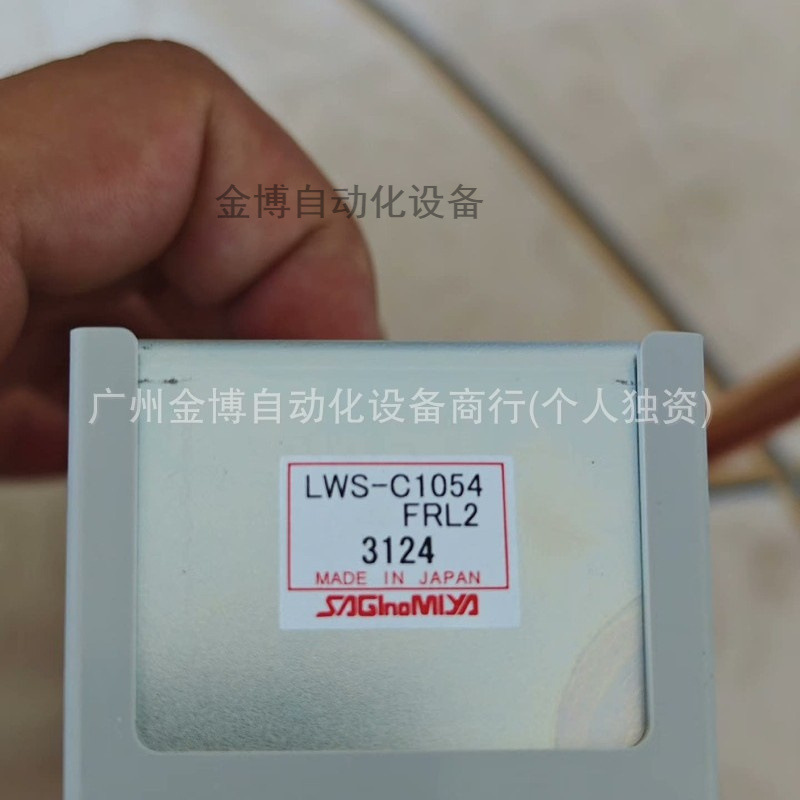 金博自动化设备
广州金博自动化设备商行(个人独资)
LWS-C1054
FRL2
3124
MADE IN JAPAN
SAGInoMIYA